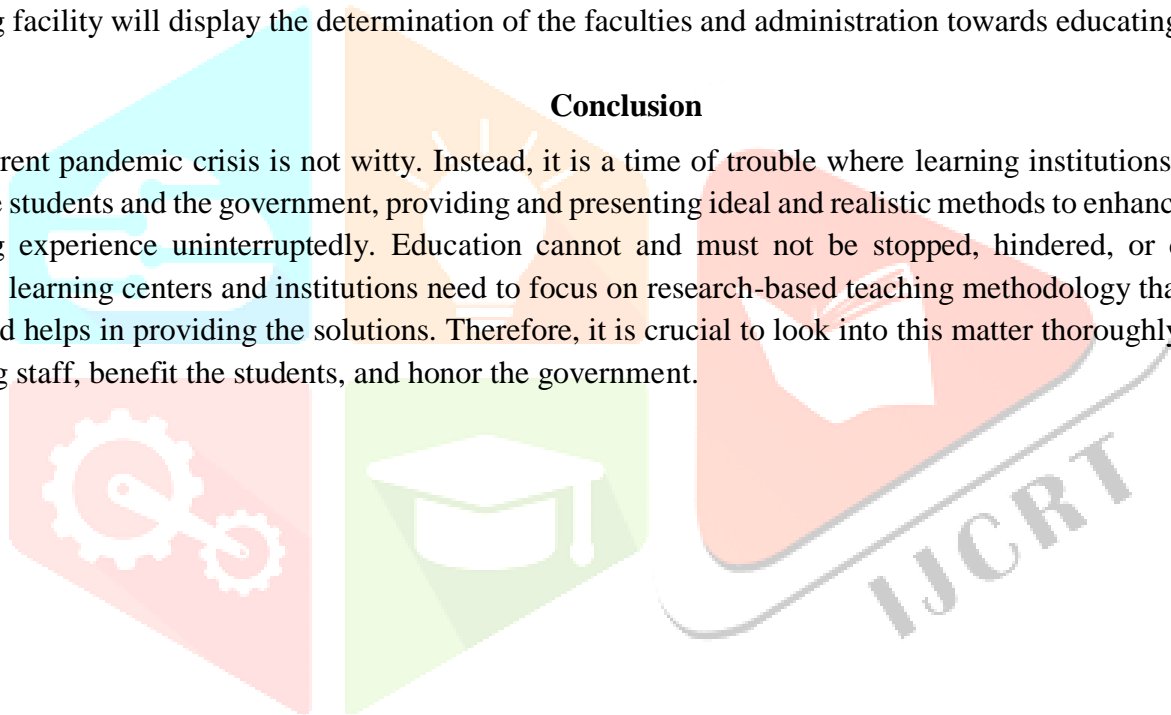 facility will display the determination of the faculties and administration towards educating
Conclusion
pandemic crisis is not witty. Instead, it is a time of trouble where learning institutions
students and the government, providing and presenting ideal and realistic methods to
experience uninterruptedly. Education cannot and must not be stopped, hindered, or
learning centers and institutions need to focus on research-based teaching methodology
helps in providing the solutions. Therefore, it is crucial to look into this matter thoroughly
staff, benefit the students, and honor the government.
IJCRT